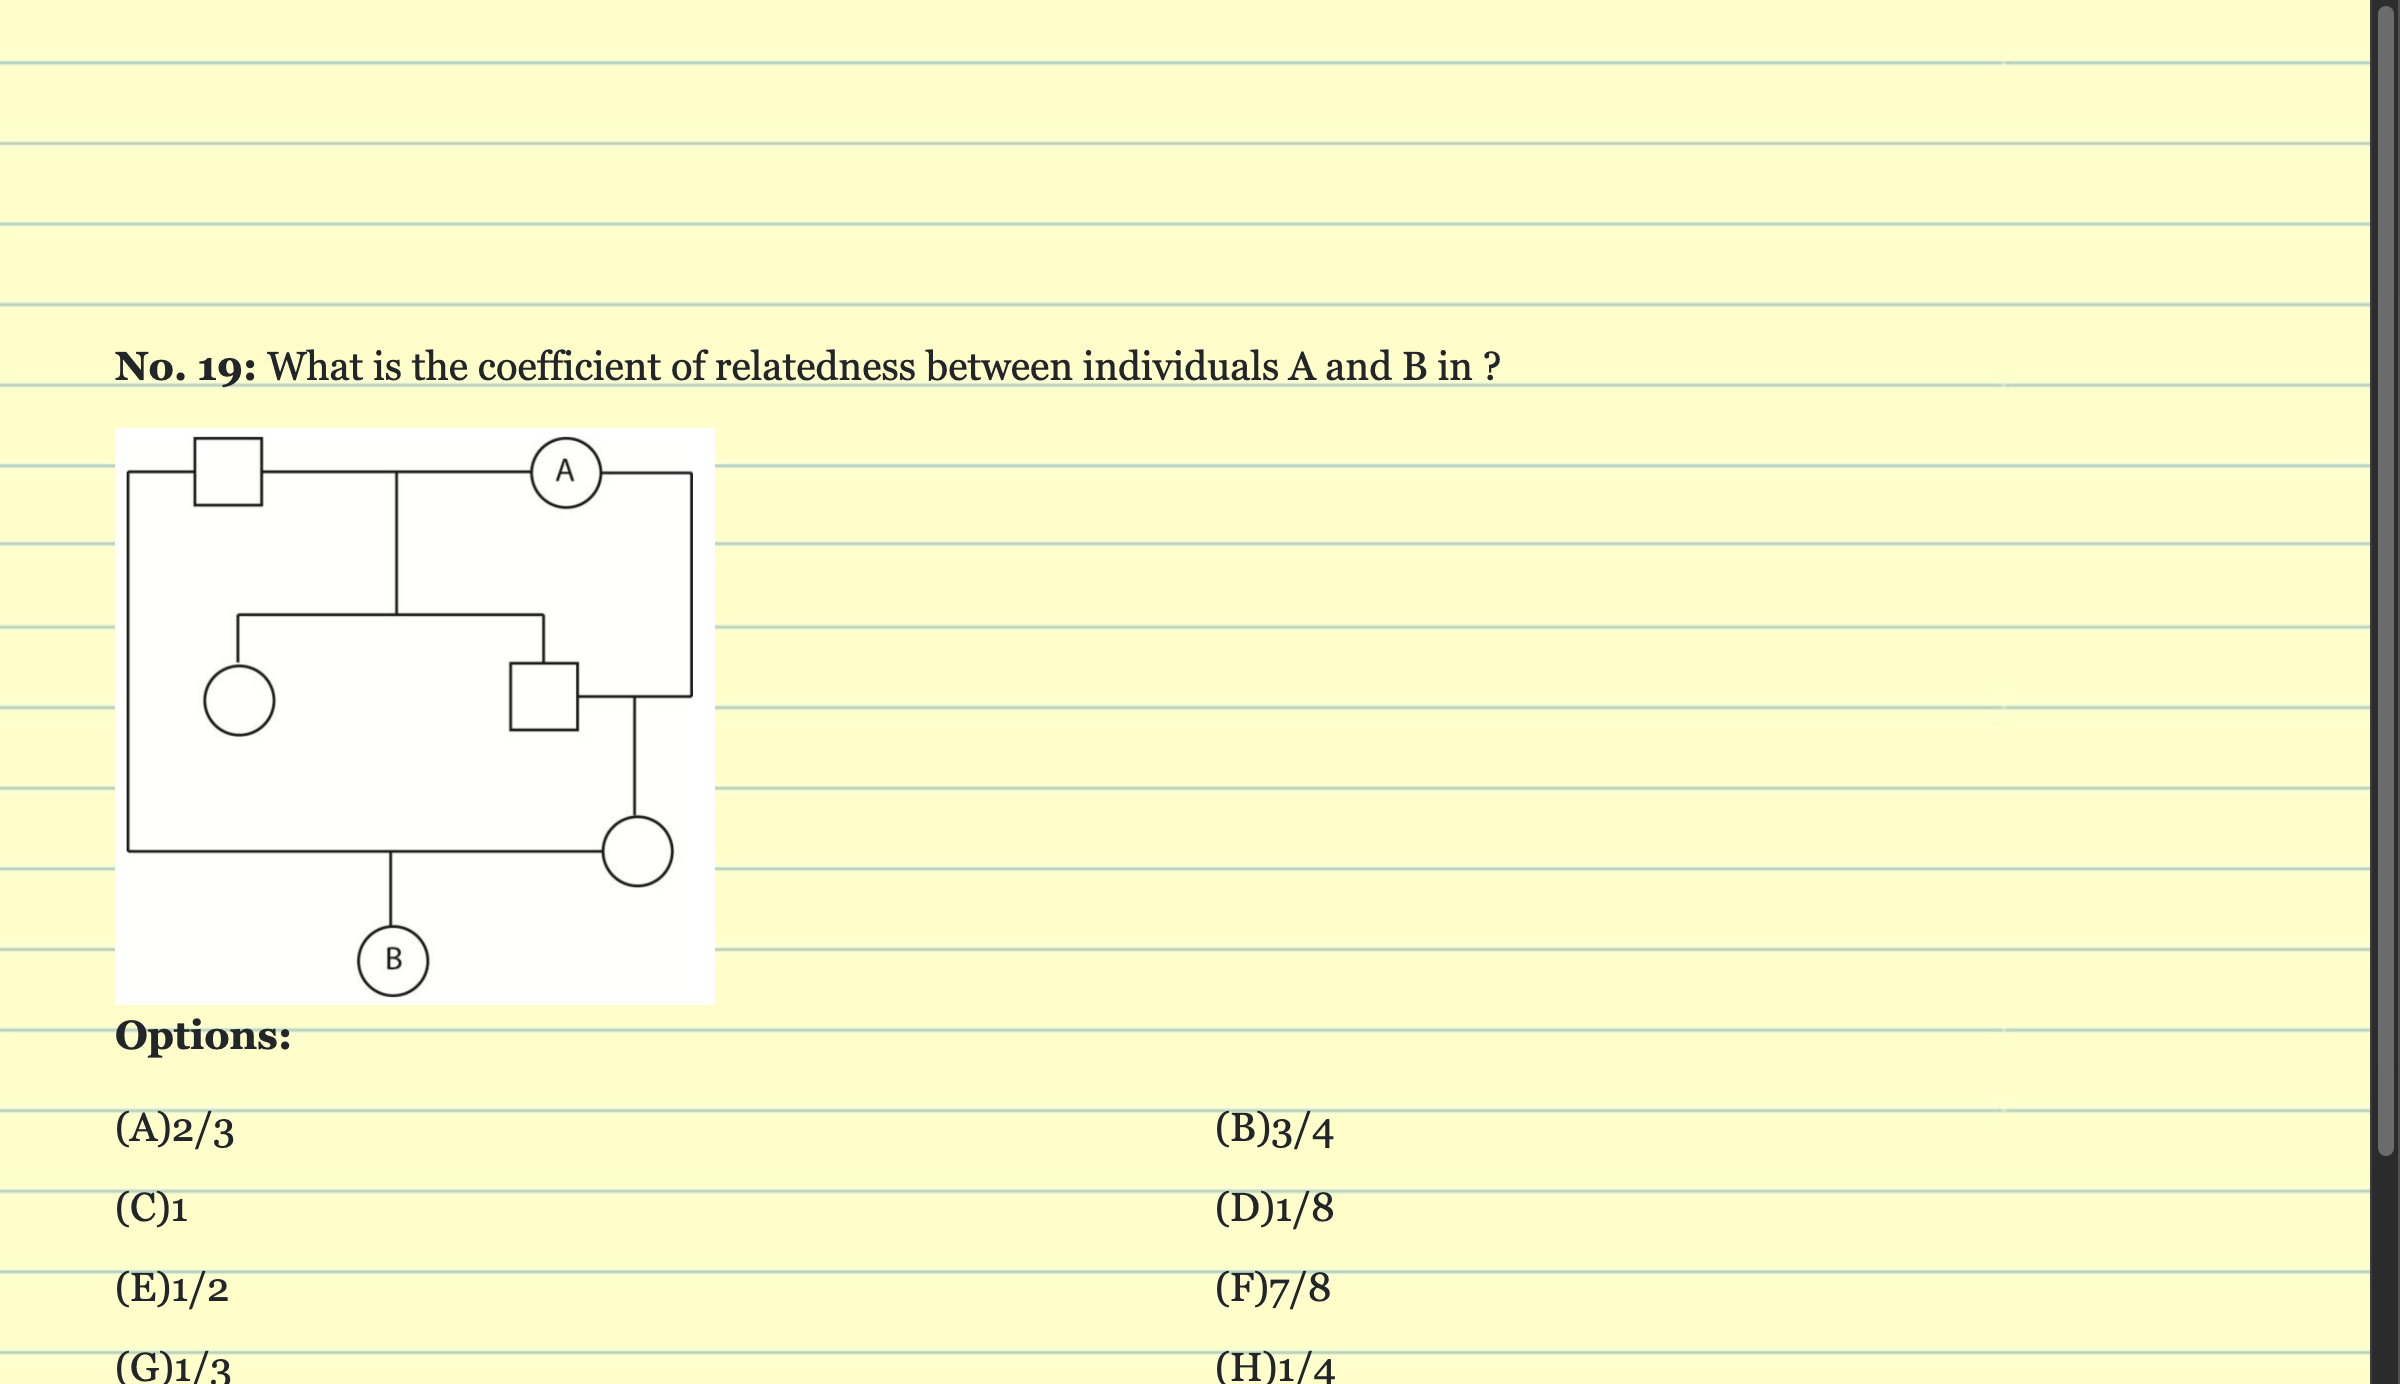 No. 19: What is the coefficient of relatedness between individuals A and B in ?
A
B
Options:
(A)2/3
(B)3/4
(C)1
(D)1/8
(E)1/2
(F)7/8
(G)1/3
(H)1/4